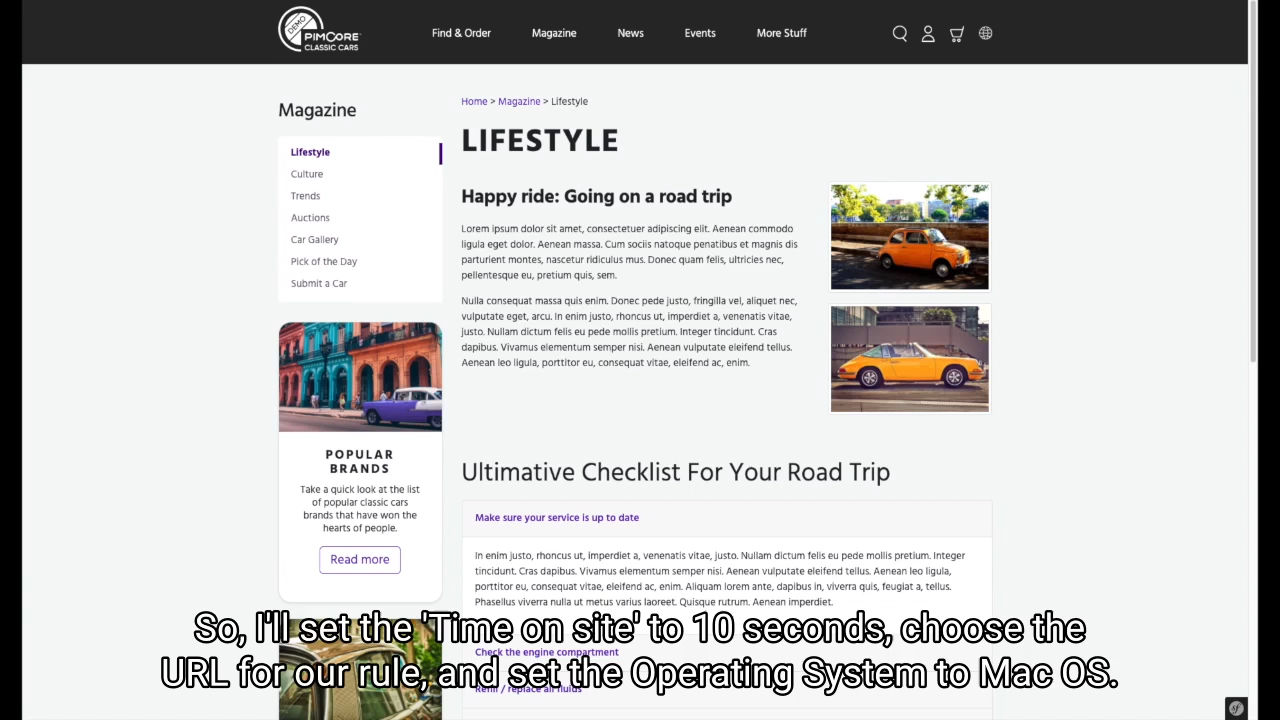 DEMO
PIMCORE
CLASSIC CARS
Find & Order
Magazine
News
Events
More Stuff
Magazine
Lifestyle
Culture
Trends
Auctions
Car Gallery
Pick of the Day
Submit a Car
POPULAR
BRANDS
Take a quick look at the list
of popular classic cars
brands that have won the
hearts of people.
Read more
Home > Magazine > Lifestyle
LIFESTYLE
Happy ride: Going on a road trip
Lorem ipsum dolor sit amet, consectetuer adipiscing elit. Aenean commodo
ligula eget dolor. Aenean massa. Cum sociis natoque penatibus et magnis dis
parturient montes, nascetur ridiculus mus. Donec quam felis, ultricies nec,
pellentesque eu, pretium quis, sem.
Nulla consequat massa quis enim. Donec pede justo, fringilla vel, aliquet nec,
vulputate eget, arcu. In enim justo, rhoncus ut, imperdiet a, venenatis vitae,
justo. Nullam dictum felis eu pede mollis pretium. Integer tincidunt. Cras
dapibus. Vivamus elementum semper nisi. Aenean vulputate eleifend tellus.
Aenean leo ligula, porttitor eu, consequat vitae, eleifend ac, enim.
Ultimative Checklist For Your Road Trip
Make sure your service is up to date
In enim justo, rhoncus ut, imperdiet a, venenatis vitae, justo. Nullam dictum felis eu pede mollis pretium. Integer
tincidunt. Cras dapibus. Vivamus elementum semper nisi. Aenean vulputate eleifend tellus. Aenean leo ligula,
porttitor eu, consequat vitae, eleifend ac, enim. Aliquam lorem ante, dapibus in, viverra quis, feugiat a, tellus.
Phasellus viverra nulla ut metus varius laoreet. Quisque rutrum. Aenean imperdiet.
Check the engine compartment
Refill / replace all fluids
So, I'll set the 'Time on site' to 10 seconds, choose the
URL for our rule, and set the Operating System to Mac OS.